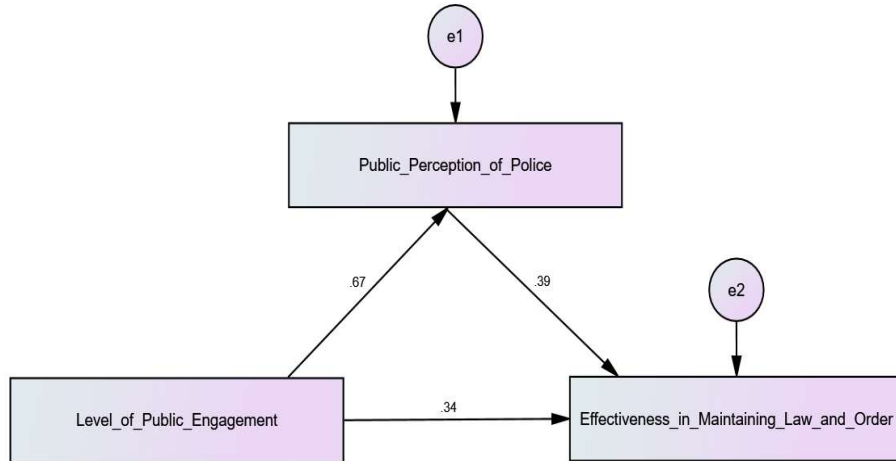 e1
Public_Perception_of_Police
.67
.39
e2
Level_of_Public_Engagement
.34
Effectiveness_in_Maintaining_Law_and_Order